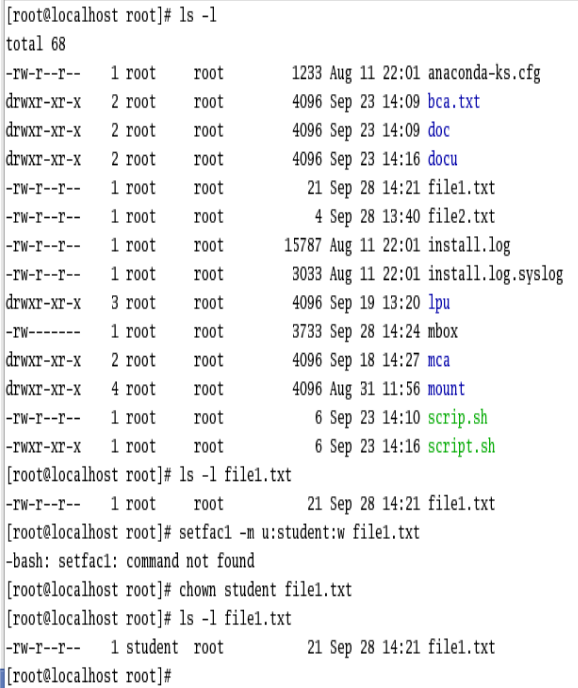 [root@localhost root]# ls -l
total 68
-rw-r--r--    1 root     root         1233 Aug 11 22:01 anaconda-ks.cfg
drwxr-xr-x    2 root     root         4096 Sep 23 14:09 bca.txt
drwxr-xr-x    2 root     root         4096 Sep 23 14:09 doc
drwxr-xr-x    2 root     root         4096 Sep 23 14:16 docu
-rw-r--r--    1 root     root           21 Sep 28 14:21 file1.txt
-rw-r--r--    1 root     root            4 Sep 28 13:40 file2.txt
-rw-r--r--    1 root     root        15787 Aug 11 22:01 install.log
-rw-r--r--    1 root     root         3033 Aug 11 22:01 install.log.syslog
drwxr-xr-x    3 root     root         4096 Sep 19 13:20 lpu
-rw-------    1 root     root         3733 Sep 28 14:24 mbox
drwxr-xr-x    2 root     root         4096 Sep 18 14:27 mca
drwxr-xr-x    4 root     root         4096 Aug 31 11:56 mount
-rw-r--r--    1 root     root            6 Sep 23 14:10 scrip.sh
-rwxr-xr-x    1 root     root            6 Sep 23 14:16 script.sh
[root@localhost root]# ls -l file1.txt
-rw-r--r--    1 root     root           21 Sep 28 14:21 file1.txt
[root@localhost root]# setfac1 -m u:student:w file1.txt
-bash: setfac1: command not found
[root@localhost root]# chown student file1.txt
[root@localhost root]# ls -l file1.txt
-rw-r--r--    1 student  root           21 Sep 28 14:21 file1.txt
[root@localhost root]#